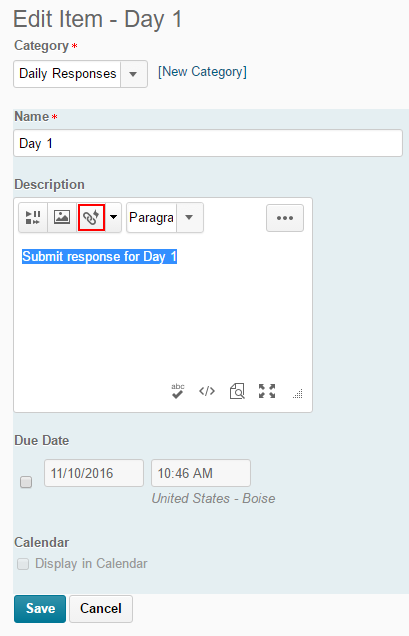 Edit Item - Day 1
Category *
Daily Responses
[New Category]
Name *
Day 1
Description
Paragra
Submit response for Day 1
abc
Due Date
11/10/2016
10:46 AM
United States - Boise
Calendar
Display in Calendar
Save
Cancel